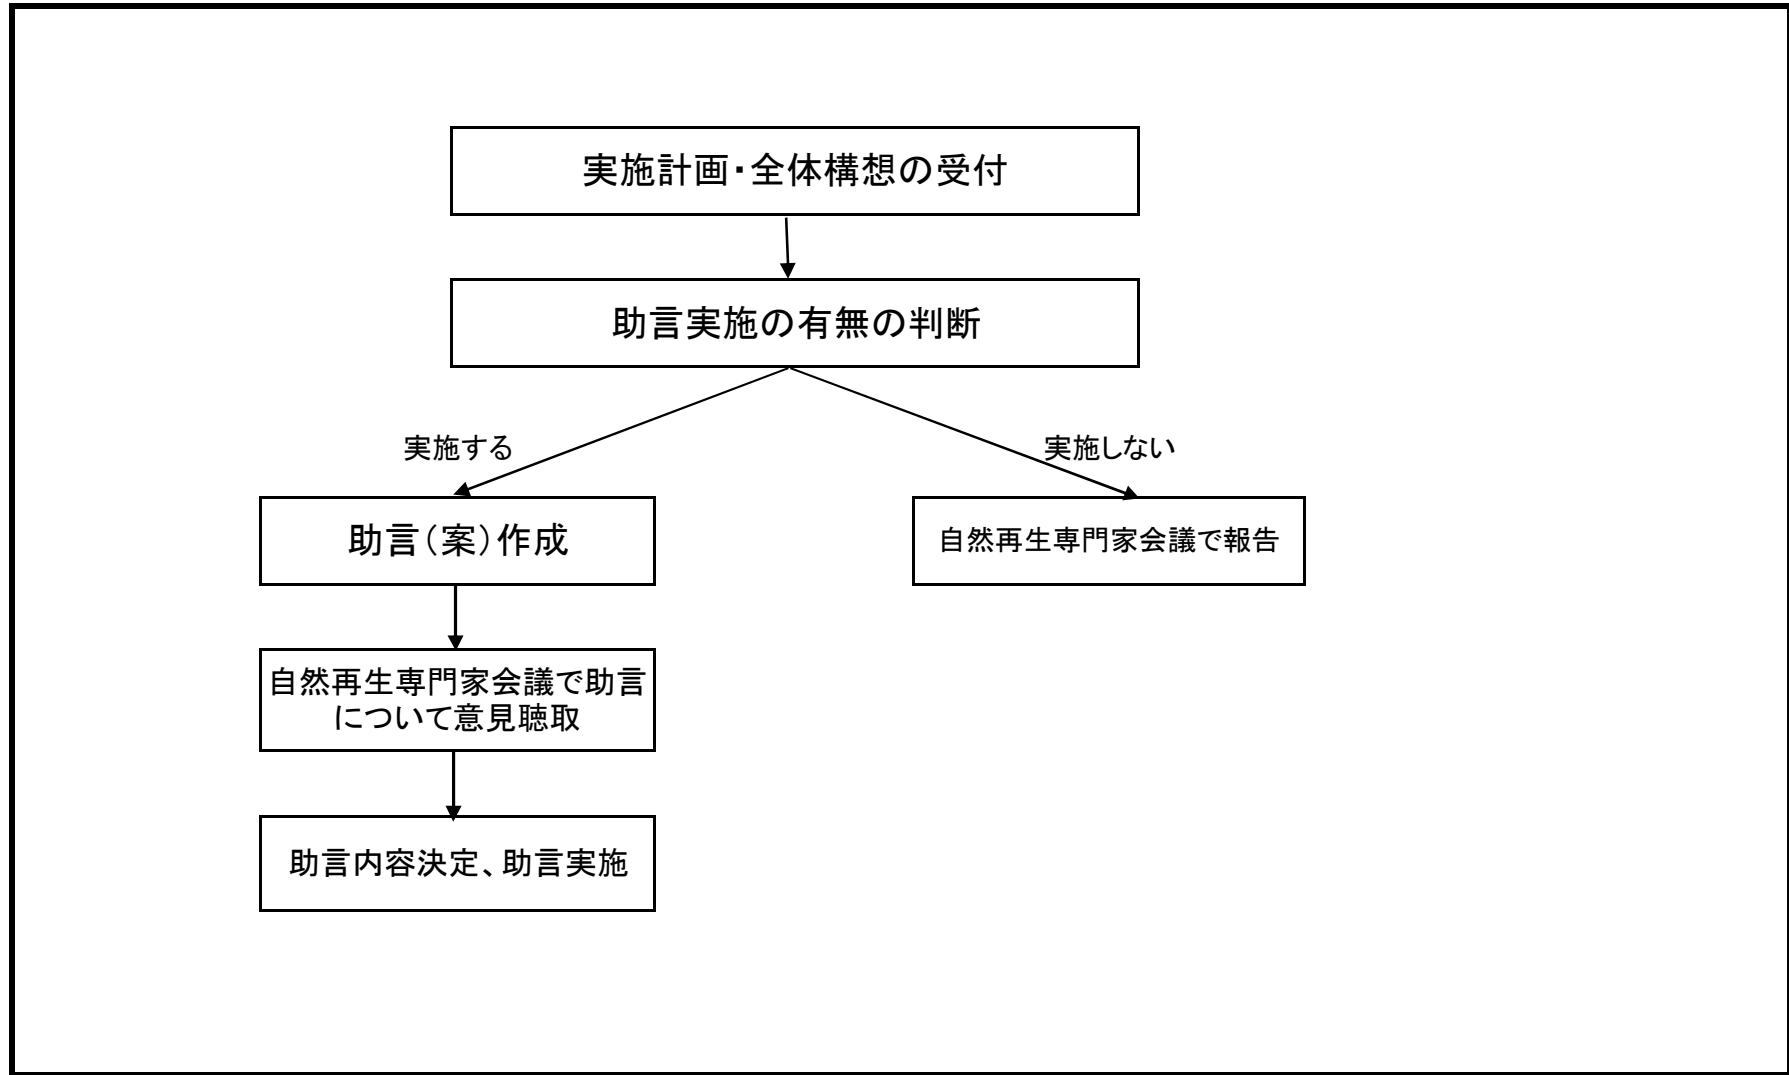 実施計画・全体構想の受付
助言実施の有無の判断
実施する
実施しない
助言（案）作成
自然再生専門家会議で報告
自然再生専門家会議で助言
について意見聴取
助言内容決定、助言実施